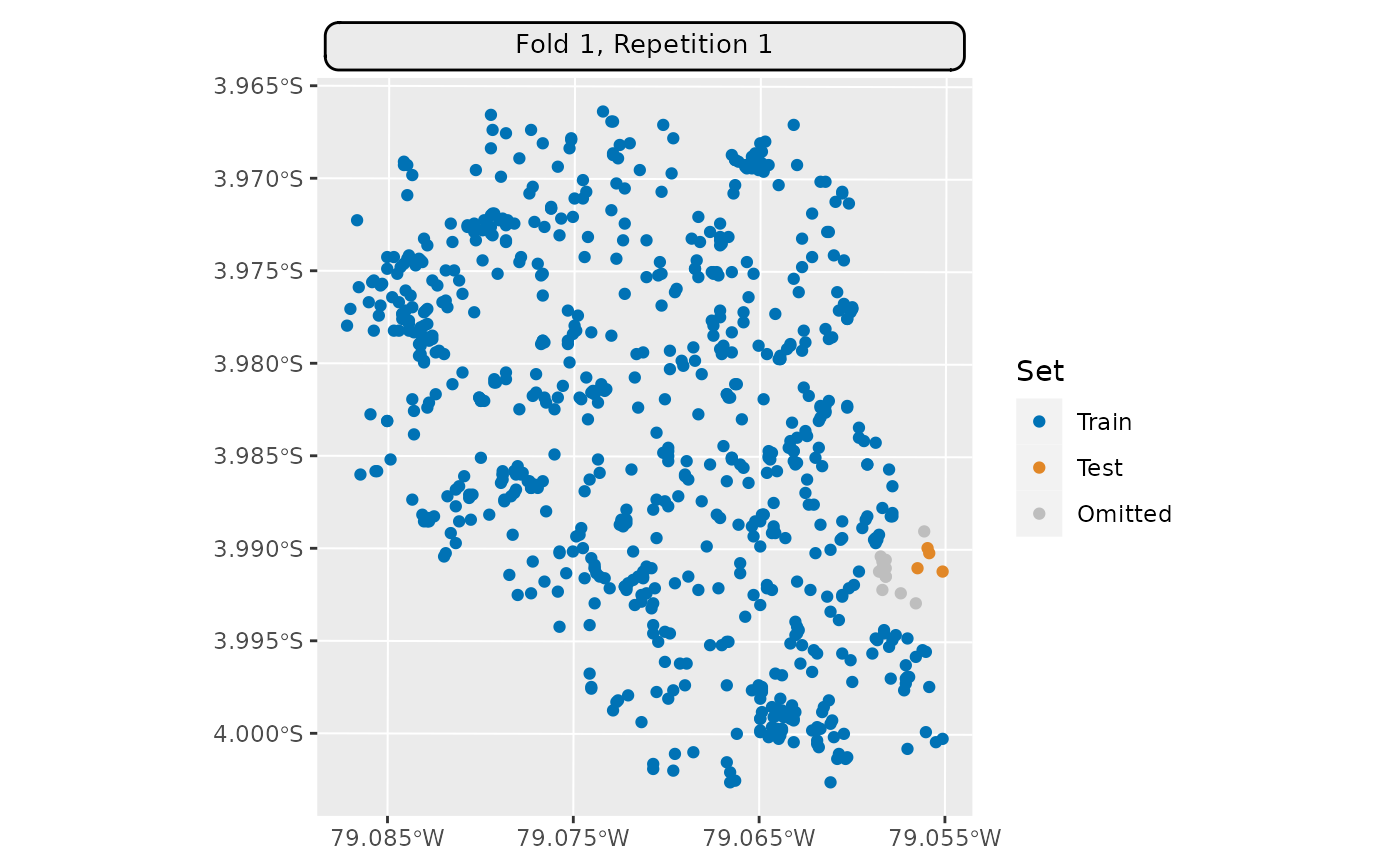 Fold 1, Repetition 1
3.965°S
3.970°S
3.975°S
3.980°S
3.985°S
3.990°S
3.995°S
4.000°S
79.085°W 79.075°W 79.065°W 79.055°W
Set
Train
Test
Omitted